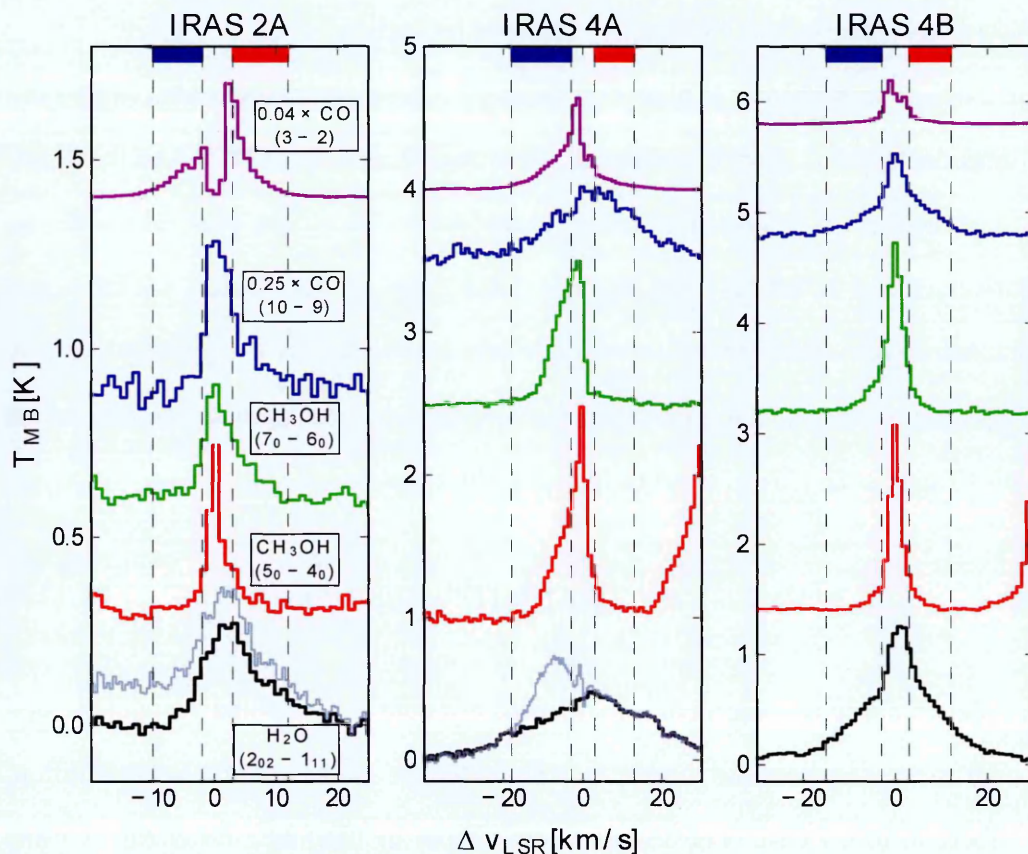 IRAS 2A
IRAS 4A
IRAS 4B
T_MB [K]
1.5
1.0
0.5
0.0
0.04 × CO
(3 – 2)
0.25 × CO
(10 – 9)
CH₃OH
(7₀ – 6₀)
CH₃OH
(5₀ – 4₀)
H₂O
(2₀₂ – 1₁₁)
−10 0 10 20
5
4
3
2
1
0
−20 0 20
6
5
4
3
2
1
0
−20 0 20
Δ v_LSR [km/s]